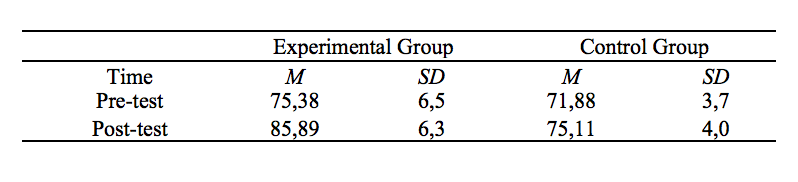 Experimental Group Control Group
Time M SD M SD
Pre-test 75,38 6,5 71,88 3,7
Post-test 85,89 6,3 75,11 4,0